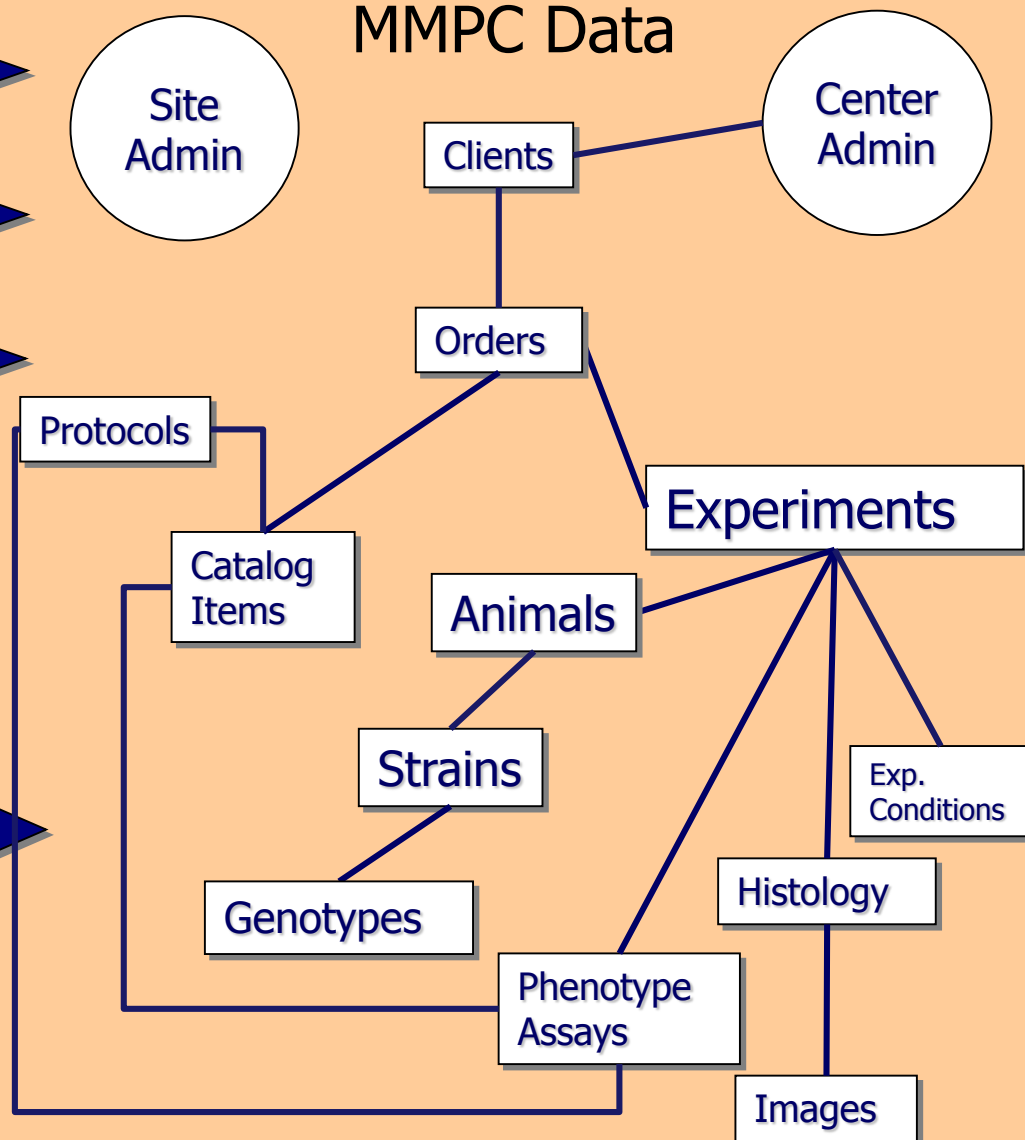 MMPC Data
Site
Admin
Center
Admin
Clients
Orders
Protocols
Experiments
Catalog
Items
Animals
Strains
Exp.
Conditions
Histology
Genotypes
Phenotype
Assays
Images